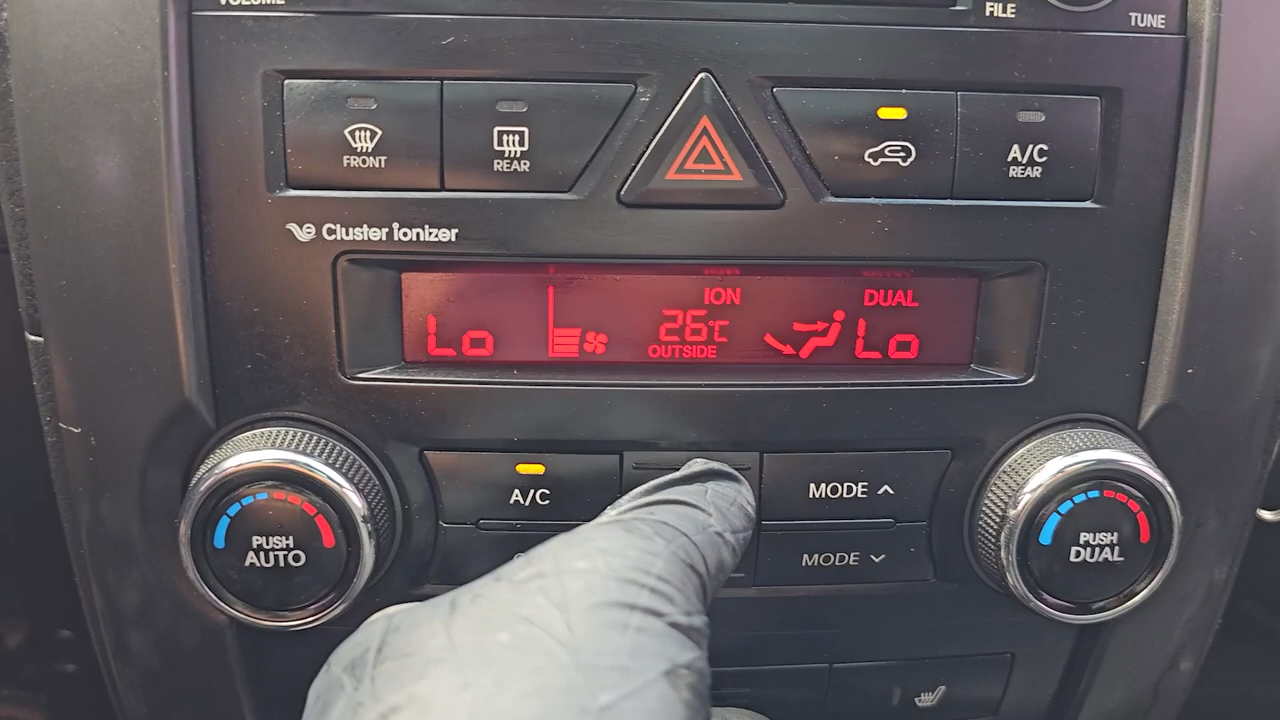 VOLUME
FILE
TUNE
FRONT
REAR
A/C
REAR
Cluster ionizer
ION
DUAL
Lo
26°C
Lo
OUTSIDE
A/C
MODE
PUSH
AUTO
PUSH
DUAL
MODE